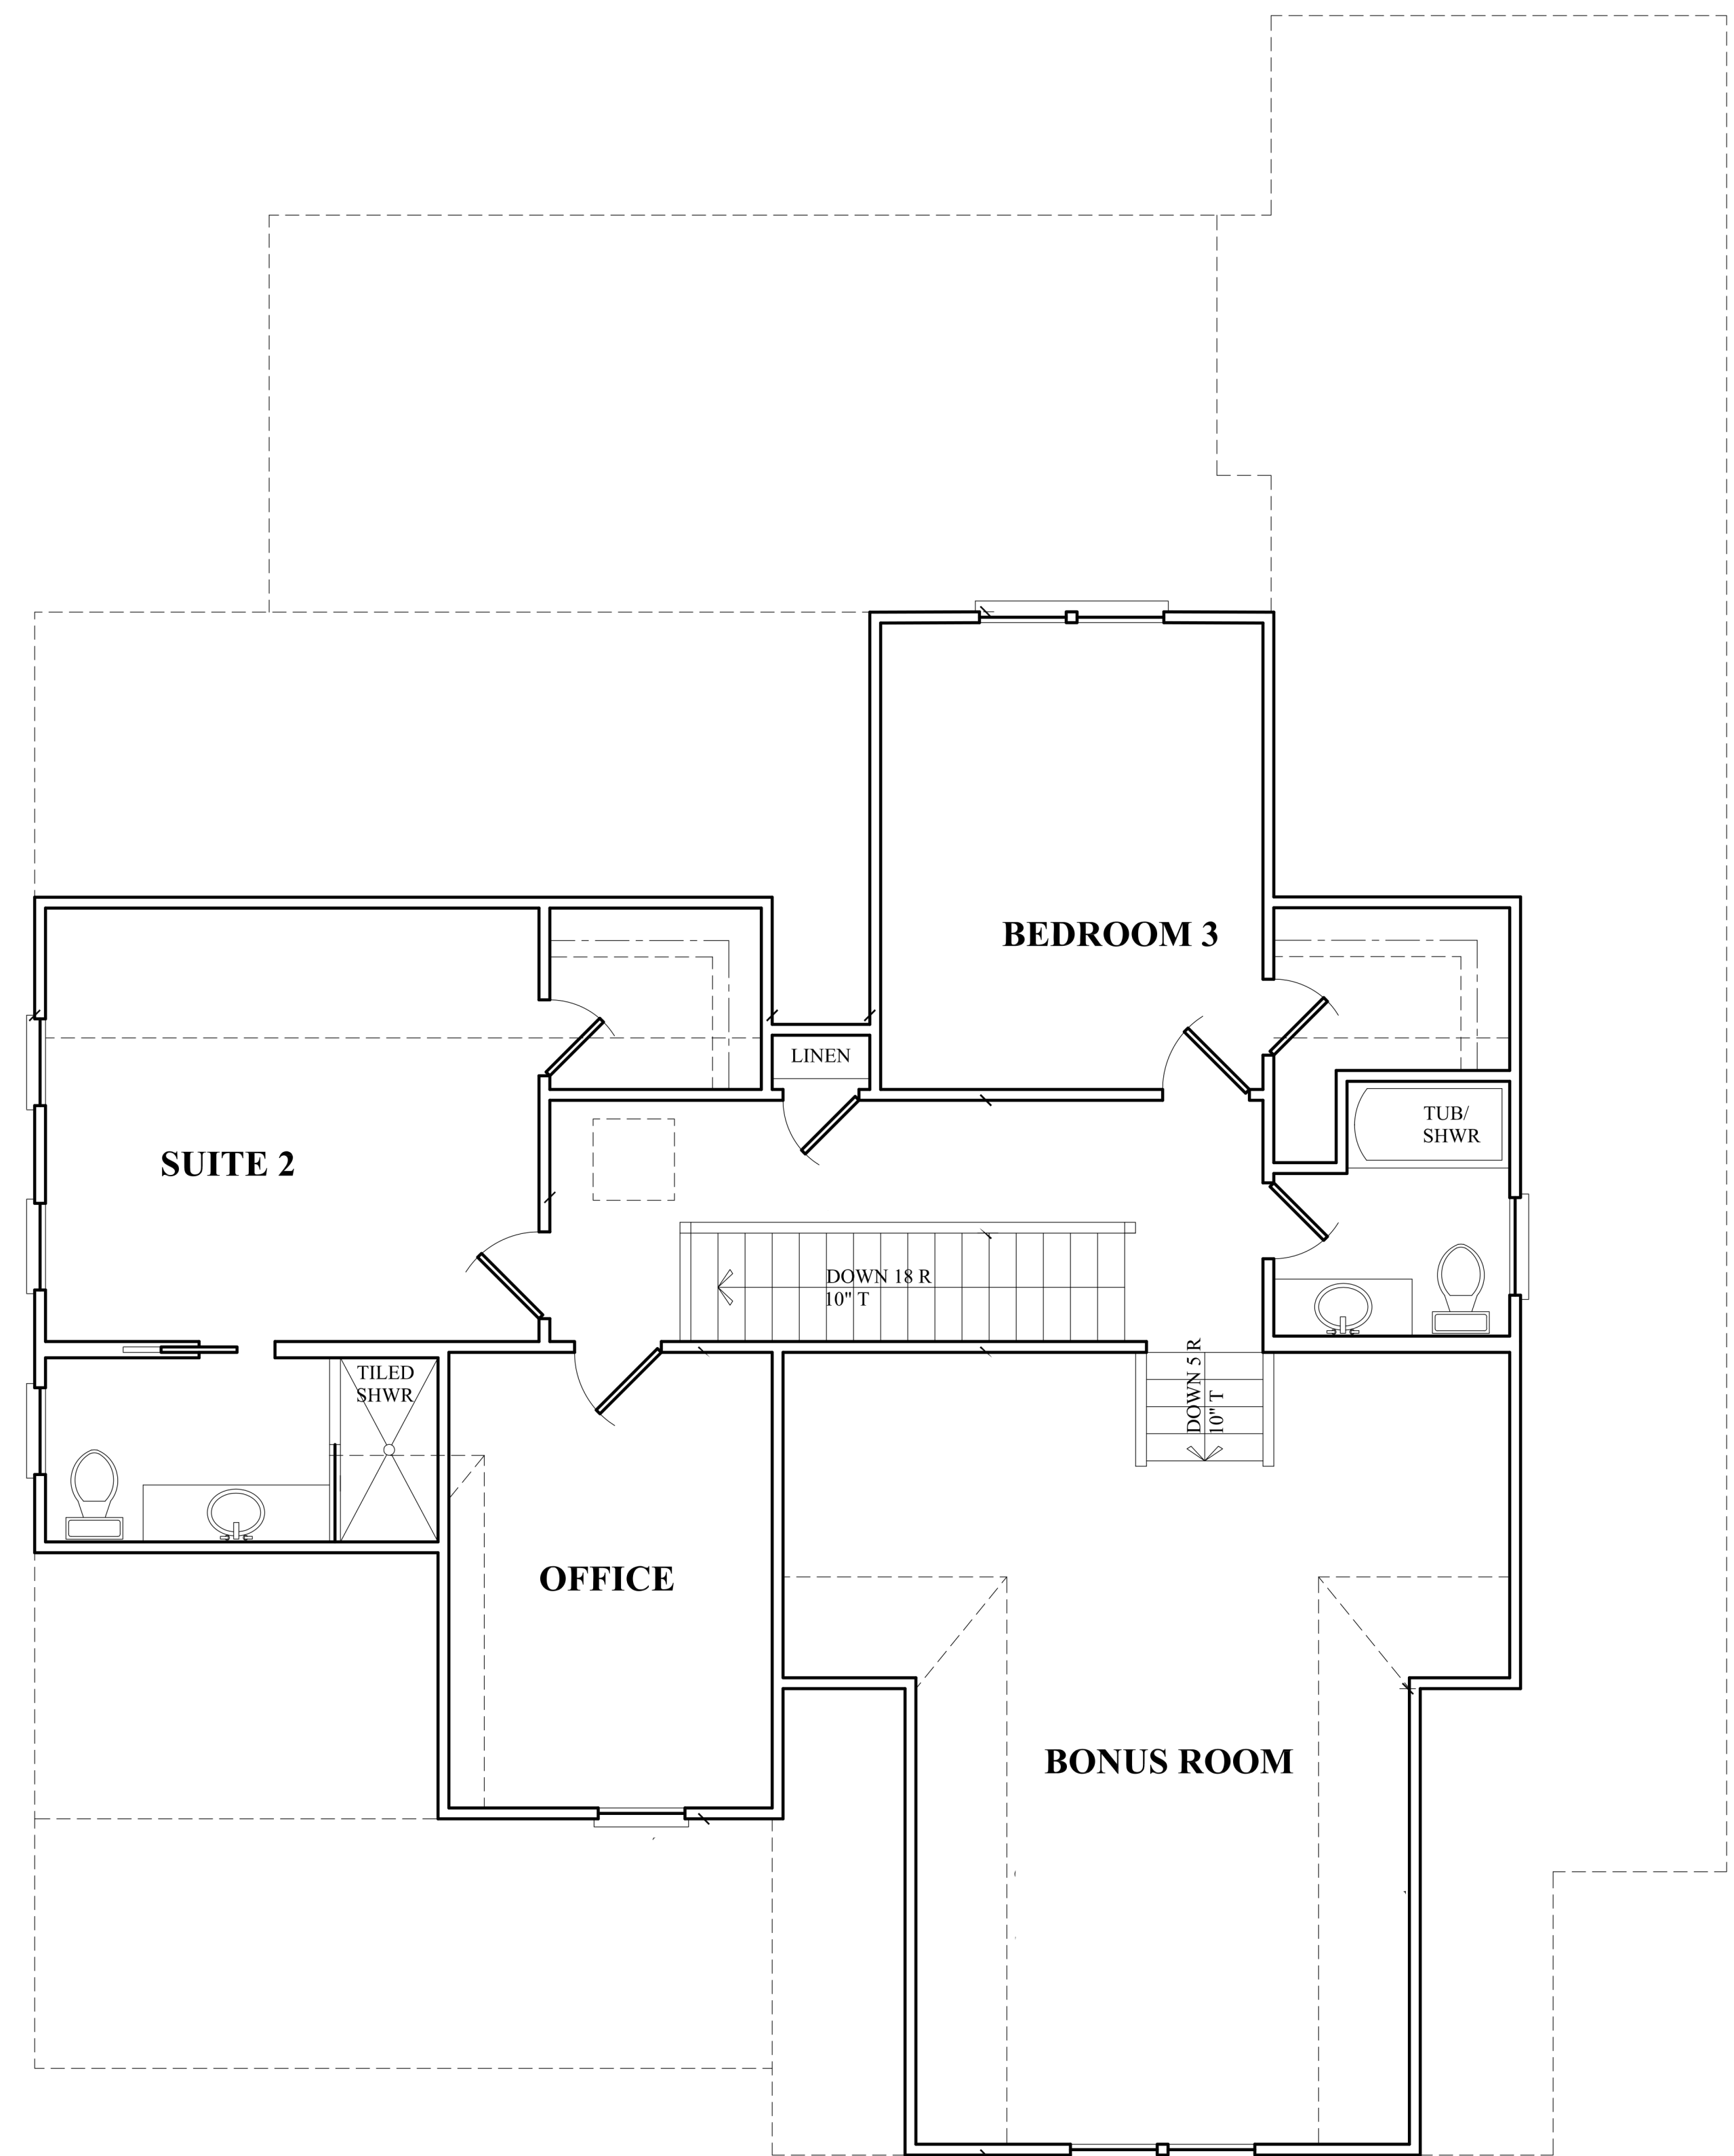 BEDROOM 3
LINEN
TUB/
SHWR
SUITE 2
DOWN 18 R
10" T
TILED
SHWR
DOWN 5 R
10" T
OFFICE
BONUS ROOM